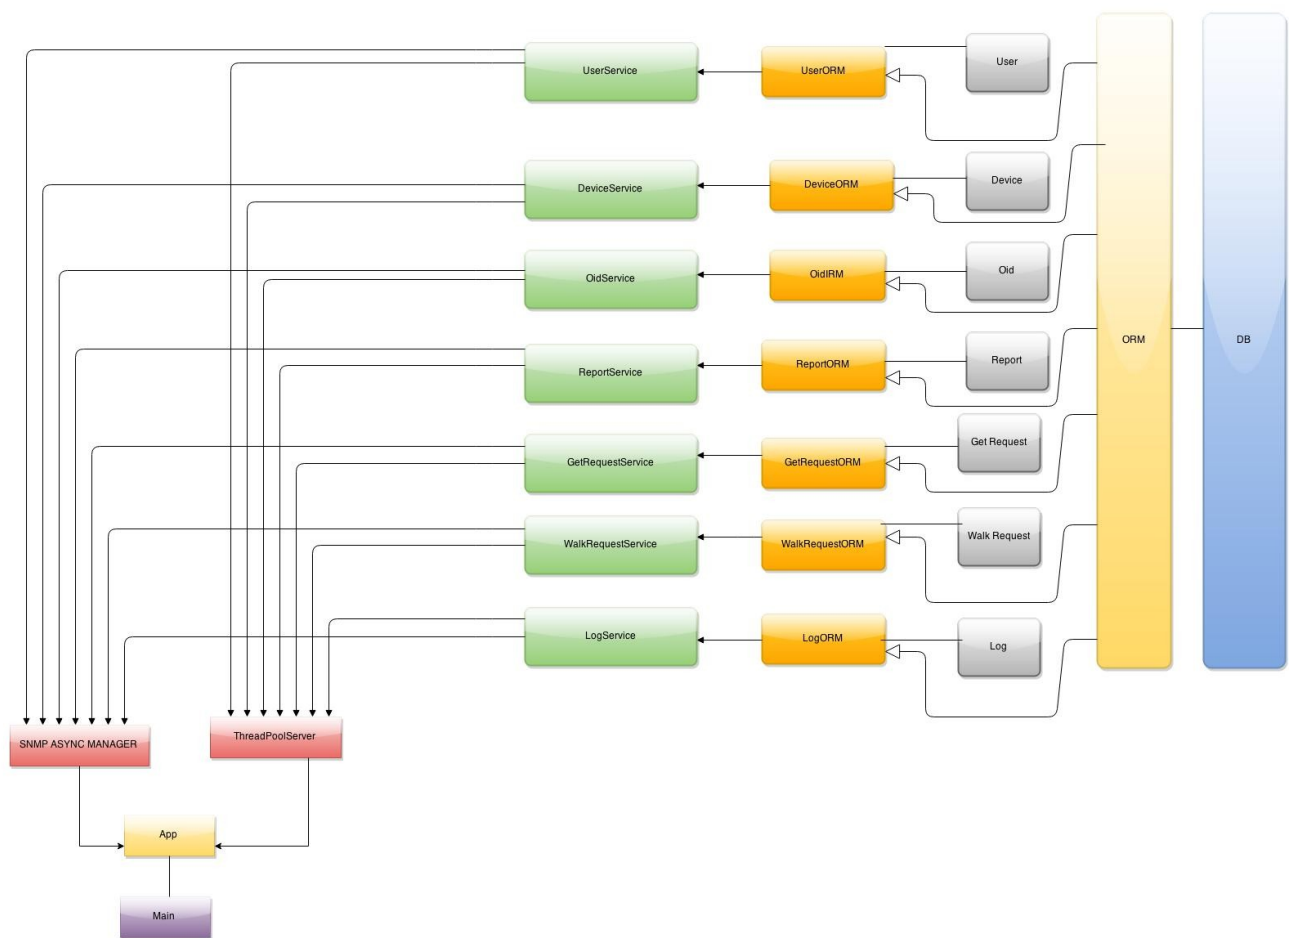 UserService
UserORM
User
DeviceService
DeviceORM
Device
OidService
OidIRM
Oid
ORM
DB
ReportService
ReportORM
Report
GetRequestService
GetRequestORM
Get Request
WalkRequestService
WalkRequestORM
Walk Request
LogService
LogORM
Log
SNMP ASYNC MANAGER
ThreadPoolServer
App
Main